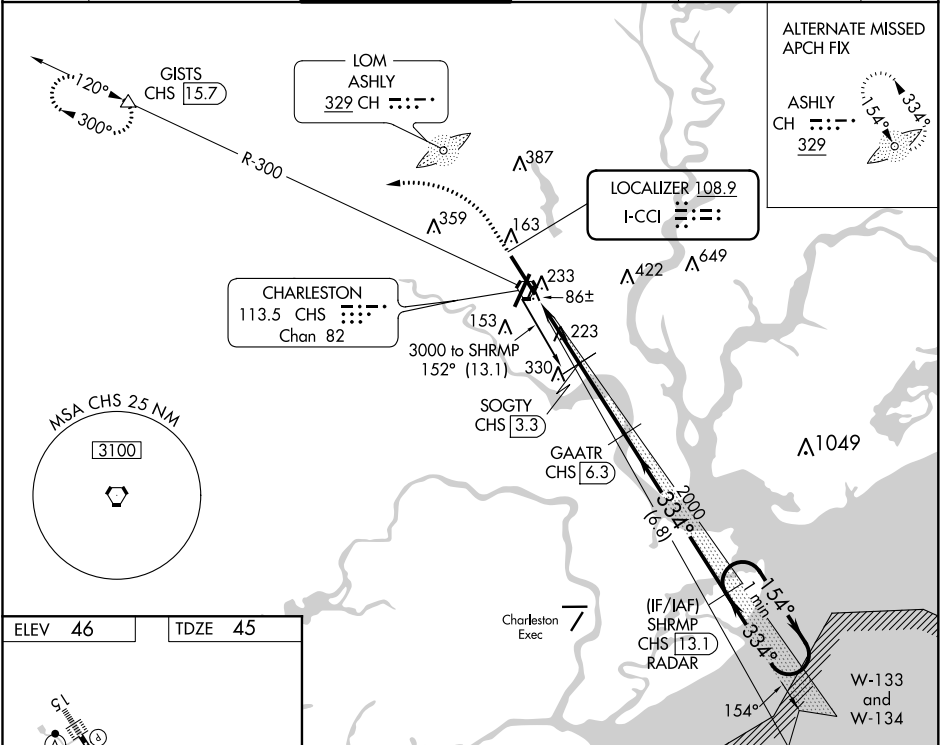 GISTS
CHS 15.7
120°
300°
R-300
LOM
ASHLY
329 CH
ALTERNATE MISSED
APCH FIX
ASHLY
CH
329
334°
154°
LOCALIZER 108.9
I-CCI
387
359
163
233
86±
422
649
CHARLESTON
113.5 CHS
Chan 82
153
223
330
3000 to SHRMP
152° (13.1)
SOGTY
CHS 3.3
GAATR
CHS 6.3
1049
MSA CHS 25 NM
3100
2000
334°
(6.8)
154°
1 min
334°
(IF/IAF)
SHRMP
CHS 13.1
RADAR
Charleston
Exec
154°
W-133
and
W-134
ELEV 46
TDZE 45
15
A
P